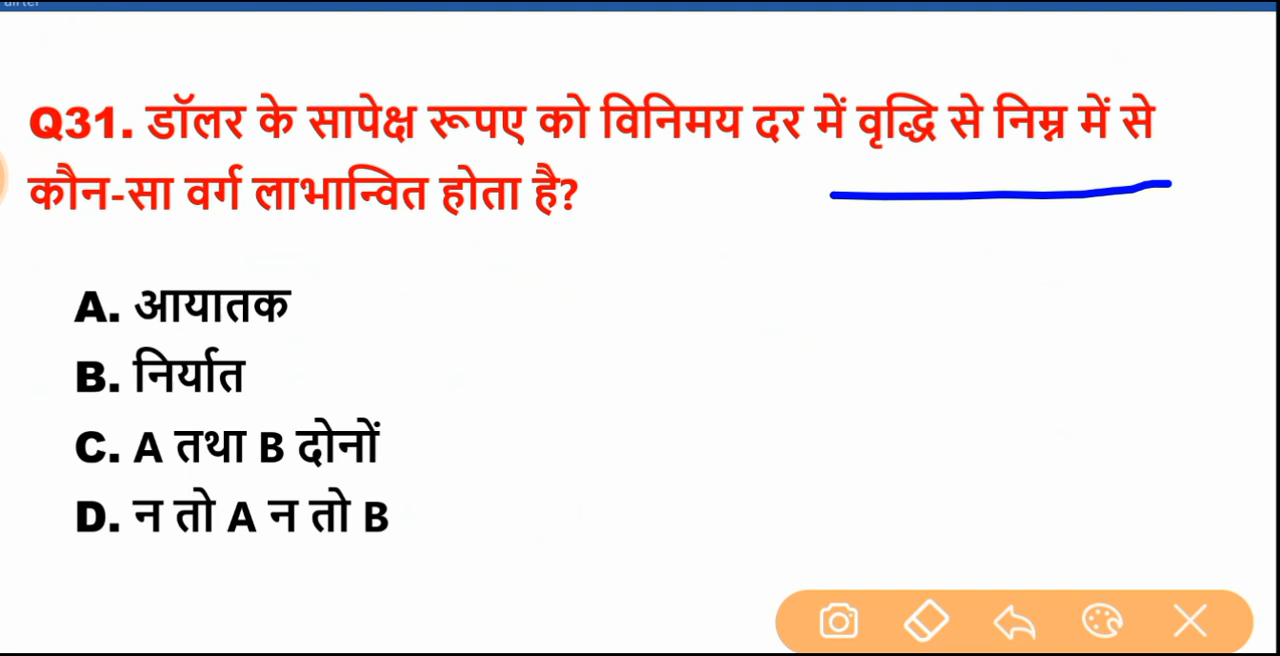 Q31. डॉलर के सापेक्ष रूपए को विनिमय दर में वृद्धि से निम्न में से
कौन-सा वर्ग लाभान्वित होता है?
A. आयातक
B. निर्यात
C. A तथा B दोनों
D. न तो A न तो B